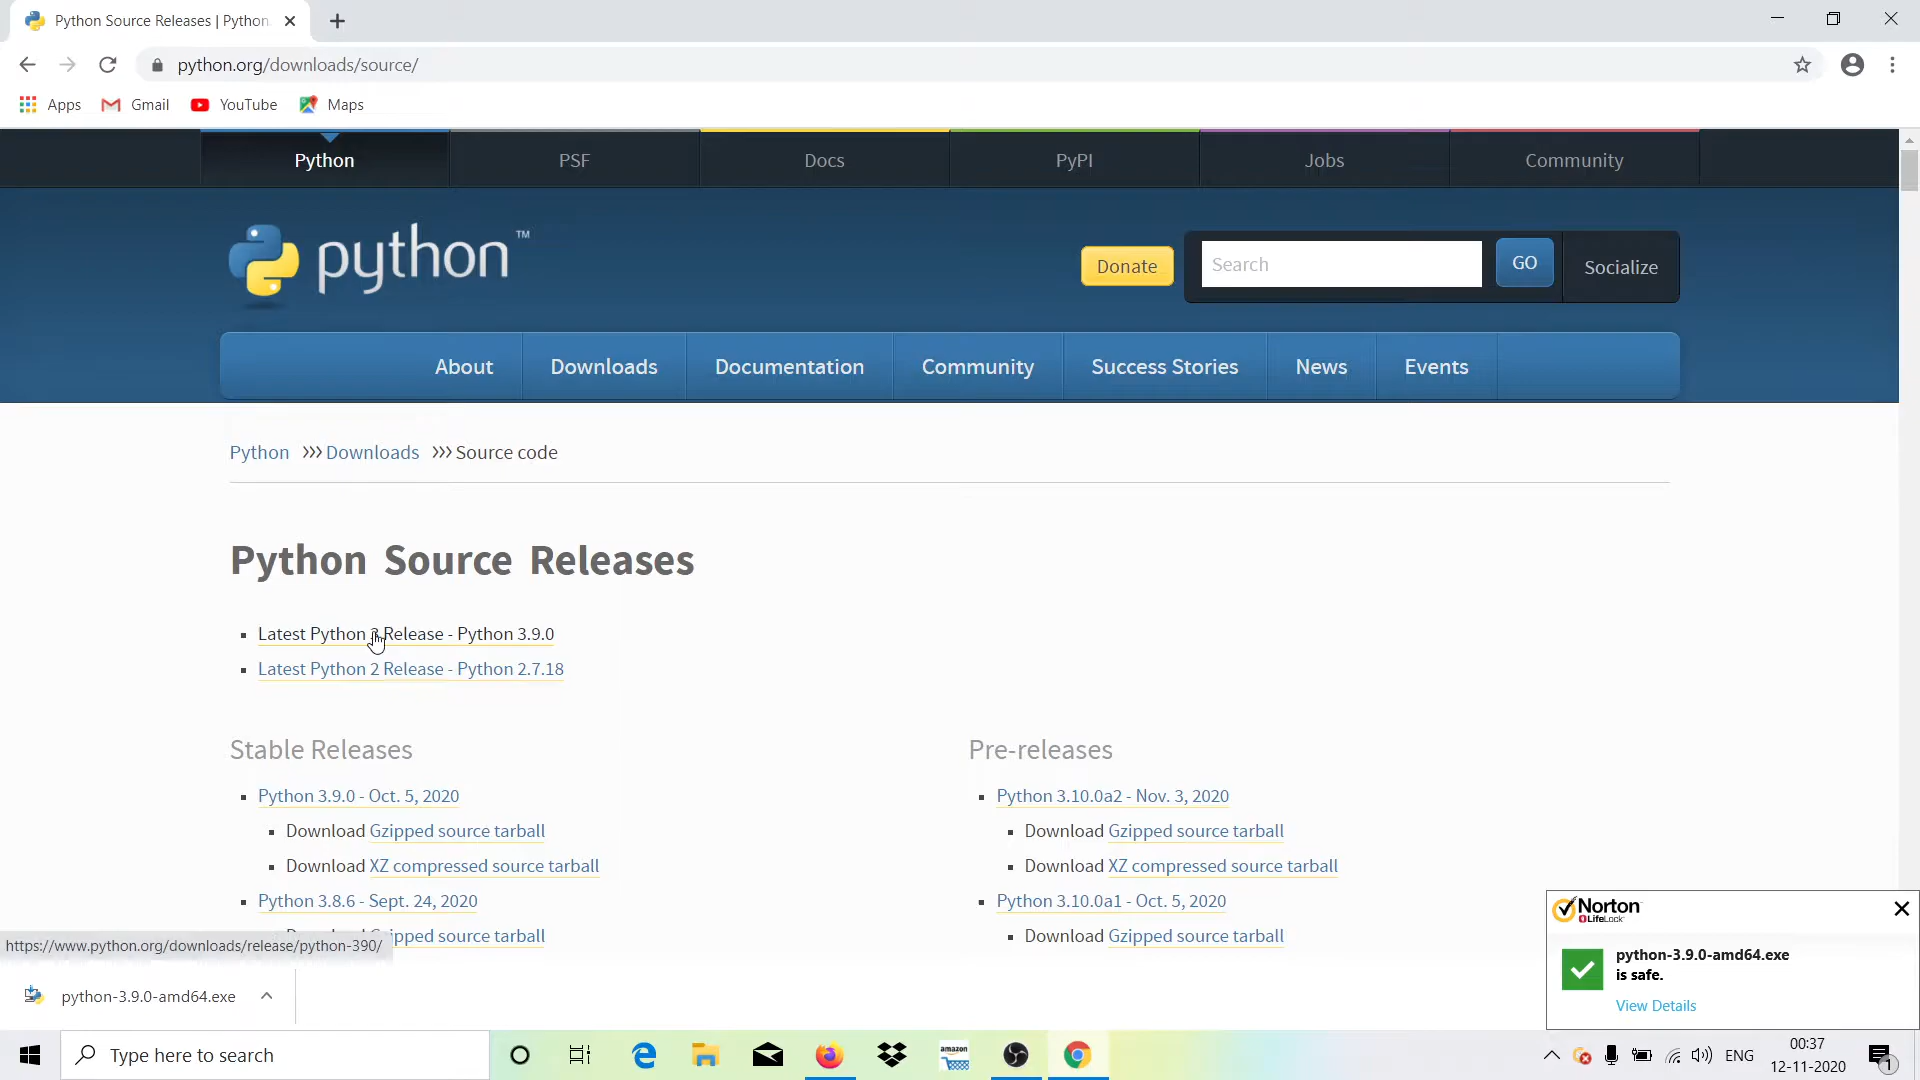 Python Source Releases | Python
python.org/downloads/source/
Apps Gmail YouTube Maps
Python PSF Docs PyPI Jobs Community
python™
Donate Search GO Socialize
About Downloads Documentation Community Success Stories News Events
Python >>> Downloads >>> Source code
Python Source Releases
Latest Python 3 Release - Python 3.9.0
Latest Python 2 Release - Python 2.7.18
Stable Releases
Python 3.9.0 - Oct. 5, 2020
Download Gzipped source tarball
Download XZ compressed source tarball
Python 3.8.6 - Sept. 24, 2020
source tarball
Pre-releases
Python 3.10.0a2 - Nov. 3, 2020
Download Gzipped source tarball
Download XZ compressed source tarball
Python 3.10.0a1 - Oct. 5, 2020
Download Gzipped source tarball
https://www.python.org/downloads/release/python-390/
python-3.9.0-amd64.exe
Norton
LifeLock
python-3.9.0-amd64.exe
is safe.
View Details
Type here to search
amazon
ENG
00:37
12-11-2020
1